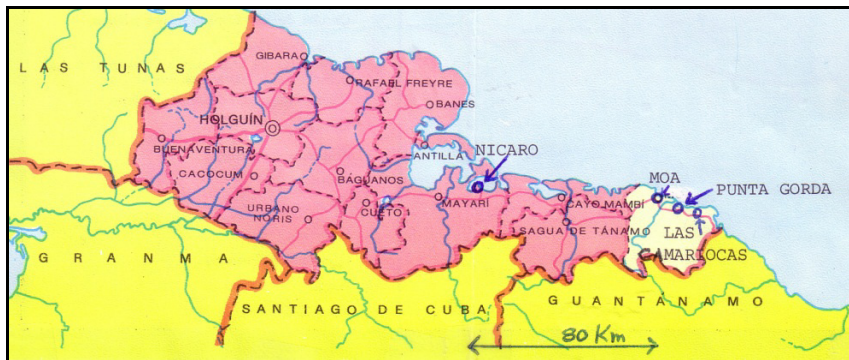 LAS TUNAS
GIBARA
RAFAEL FREYRE
BANES
HOLGUÍN
BUENAVENTURA
ANTILLA
NICARO
CACOCUM
BAGUANOS
MOA
PUNTA GORDA
URBANO
NORIS
CUETO
MAYARÍ
CAYO MAMBÍ
SAGUA DE TÁNAMO
LAS
CAMARIOCAS
GRANMA
SANTIAGO DE CUBA
GUANTÁNAMO
80 Km